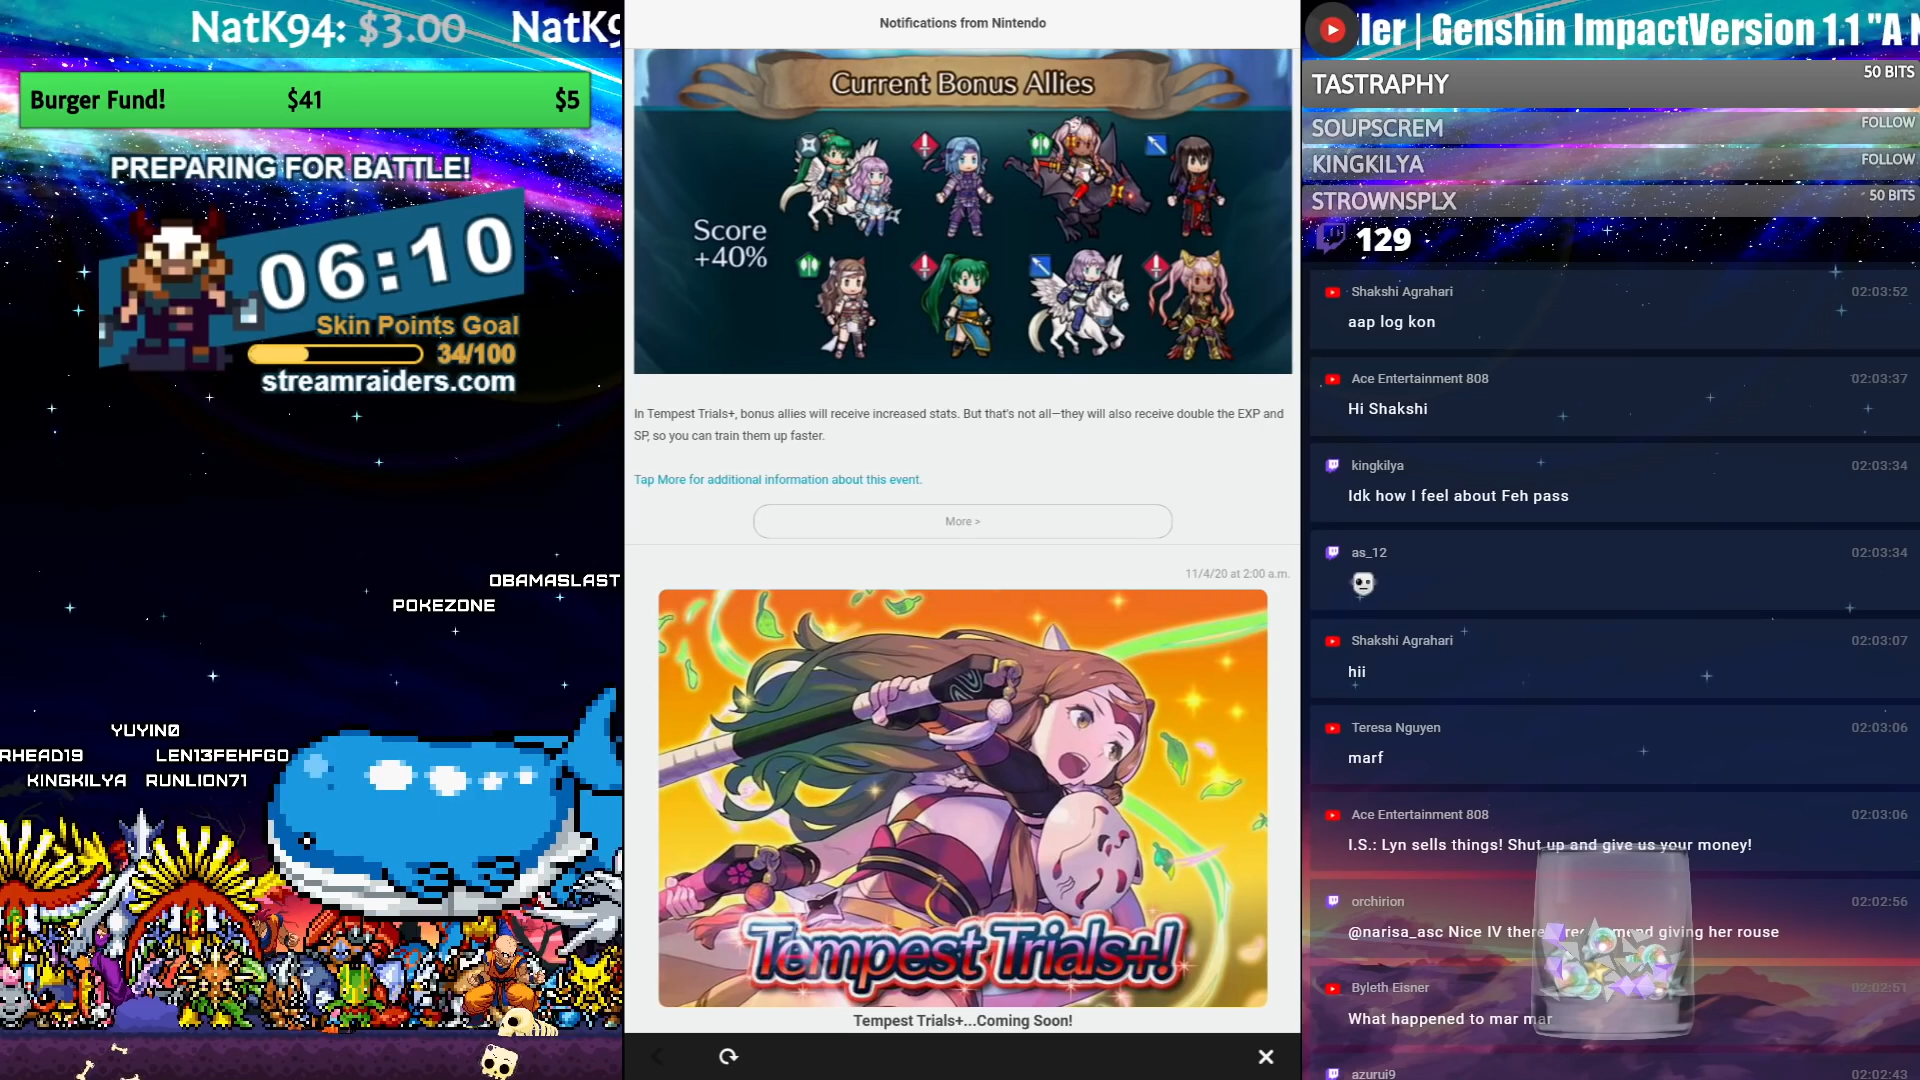 NatK94: $3.00 NatK9
Burger Fund! $41 $5
PREPARING FOR BATTLE!
06:10
Skin Points Goal
34/100
streamraiders.com
OBAMASLAST
POKEZONE
YUYIN0
RHEAD19 LEN13FEHFGO
KINGKILYA RUNLION71
Notifications from Nintendo
Current Bonus Allies
Score
+40%
In Tempest Trials+, bonus allies will receive increased stats. But that's not all—they will also receive double the EXP and
SP, so you can train them up faster.
Tap More for additional information about this event.
More >
11/4/20 at 2:00 a.m.
Tempest Trials+!
Tempest Trials+...Coming Soon!
iler | Genshin ImpactVersion 1.1 "A N
TASTRAPHY 50 BITS
SOUPSCREM FOLLOW
KINGKILYA FOLLOW
STROWNSPLX 50 BITS
129
Shakshi Agrahari 02:03:52
aap log kon
Ace Entertainment 808 02:03:37
Hi Shakshi
kingkilya 02:03:34
Idk how I feel about Feh pass
as_12 02:03:34
Shakshi Agrahari 02:03:07
hii
Teresa Nguyen 02:03:06
marf
Ace Entertainment 808 02:03:06
I.S.: Lyn sells things! Shut up and give us your money!
orchirion 02:02:56
@narisa_asc Nice IV there I recommend giving her rouse
Byleth Eisner 02:02:51
What happened to mar mar
azurui9 02:02:43